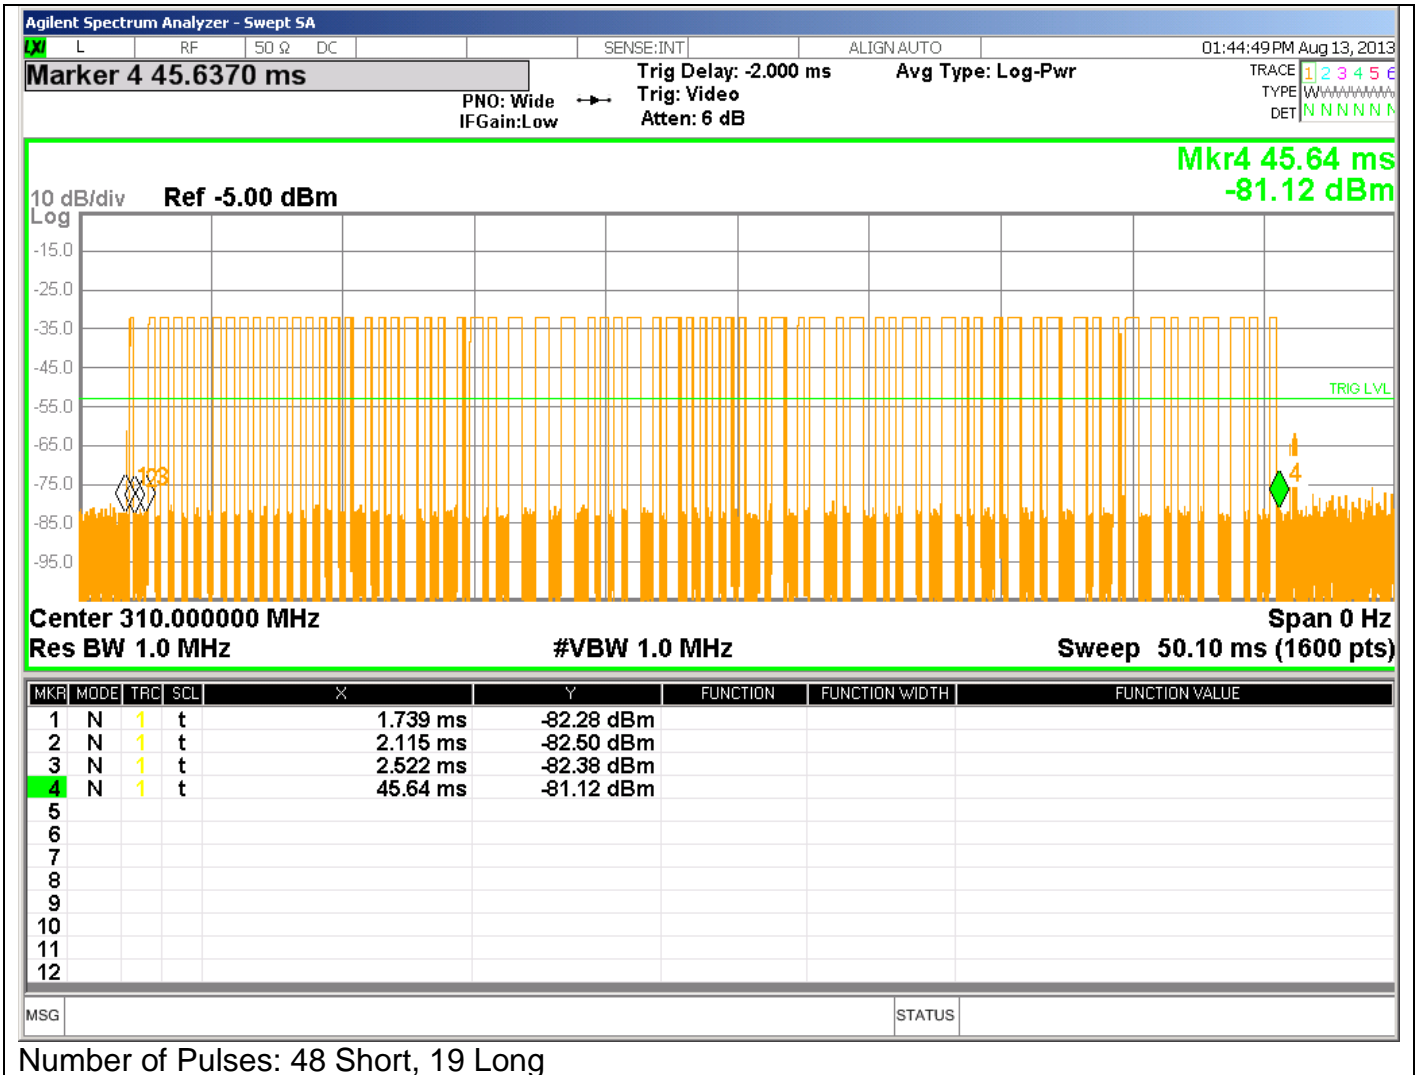 Agilent Spectrum Analyzer - Swept SA
LXI L RF 50 Ω DC SENSE:INT ALIGN AUTO 01:44:49 PM Aug 13, 2013
Marker 4 45.6370 ms
PNO: Wide
IFGain:Low
Trig Delay: -2.000 ms
Trig: Video
Atten: 6 dB
Avg Type: Log-Pwr
TRACE 1 2 3 4 5 6
TYPE W
DET N N N N N N
Mkr4 45.64 ms
-81.12 dBm
10 dB/div Ref -5.00 dBm
Log
-15.0
-25.0
-35.0
-45.0
TRIG LVL
-55.0
-65.0
-75.0
1 2 3
4
-85.0
-95.0
Center 310.000000 MHz Span 0 Hz
Res BW 1.0 MHz #VBW 1.0 MHz Sweep 50.10 ms (1600 pts)
MKR MODE TRC SCL X Y FUNCTION FUNCTION WIDTH FUNCTION VALUE
1 N 1 t 1.739 ms -82.28 dBm
2 N 1 t 2.115 ms -82.50 dBm
3 N 1 t 2.522 ms -82.38 dBm
4 N 1 t 45.64 ms -81.12 dBm
5
6
7
8
9
10
11
12
MSG STATUS
Number of Pulses: 48 Short, 19 Long